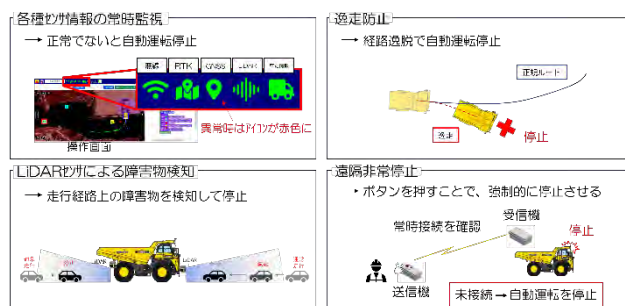 各種センサ情報の常時監視
→ 正常でないと自動運転停止
無線 RTK GNSS LiDAR
異常時はアイコンが赤色に
操作画面
逸走防止
→ 経路逸脱で自動運転停止
正規ルート
逸走
停止
LiDARセンサによる障害物検知
→ 走行経路上の障害物を検知して停止
LiDAR
LiDAR
遠隔非常停止
・ボタンを押すことで、強制的に停止させる
常時接続を確認
受信機
停止
送信機
未接続→自動運転を停止